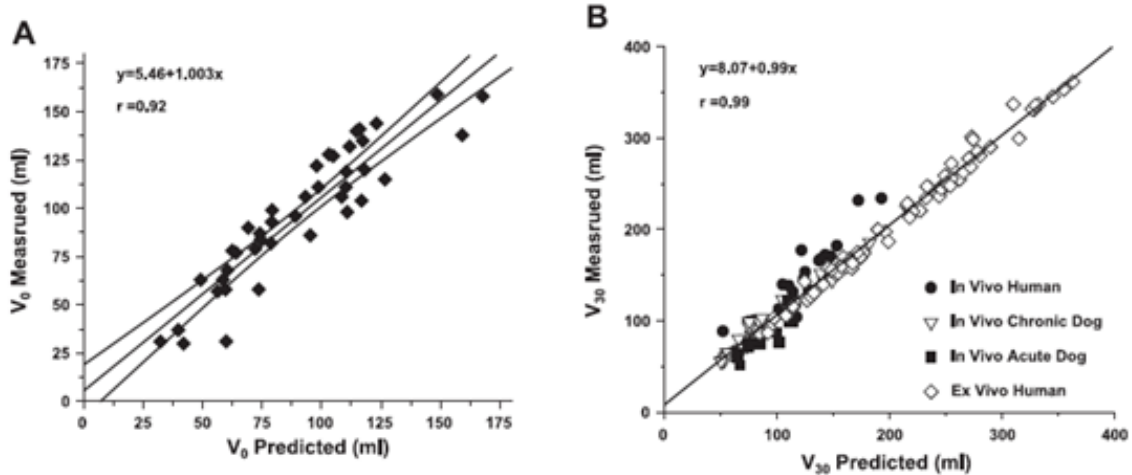 A
y=5.46+1.003x
r =0.92
175
150
125
100
75
50
25
0
V0 Measrued (ml)
0 25 50 75 100 125 150 175
V0 Predicted (ml)
B
y=8.07+0.99x
r =0.99
400
300
200
100
0
V30 Measrued (ml)
In Vivo Human
In Vivo Chronic Dog
In Vivo Acute Dog
Ex Vivo Human
0 100 200 300 400
V30 Predicted (ml)